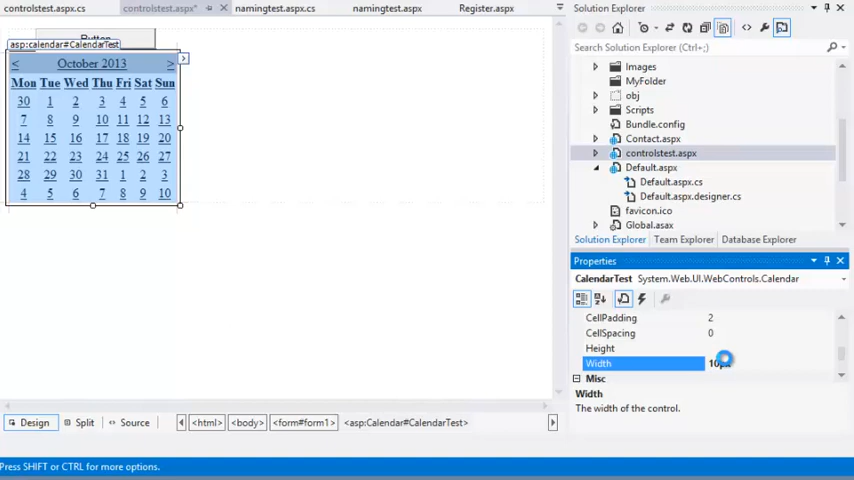 controlstest.aspx.cs controlstest.aspx* namingtest.aspx.cs namingtest.aspx Register.aspx
Button
asp:calendar#CalendarTest
< October 2013 >
Mon Tue Wed Thu Fri Sat Sun
30 1 2 3 4 5 6
7 8 9 10 11 12 13
14 15 16 17 18 19 20
21 22 23 24 25 26 27
28 29 30 31 1 2 3
4 5 6 7 8 9 10
Design Split Source <html> <body> <form#form1> <asp:Calendar#CalendarTest>
Press SHIFT or CTRL for more options.
Solution Explorer
Search Solution Explorer (Ctrl+;)
Images
MyFolder
obj
Scripts
Bundle.config
Contact.aspx
controlstest.aspx
Default.aspx
Default.aspx.cs
Default.aspx.designer.cs
favicon.ico
Global.asax
Solution Explorer Team Explorer Database Explorer
Properties
CalendarTest System.Web.UI.WebControls.Calendar
CellPadding 2
CellSpacing 0
Height
Width
Misc
Width
The width of the control.